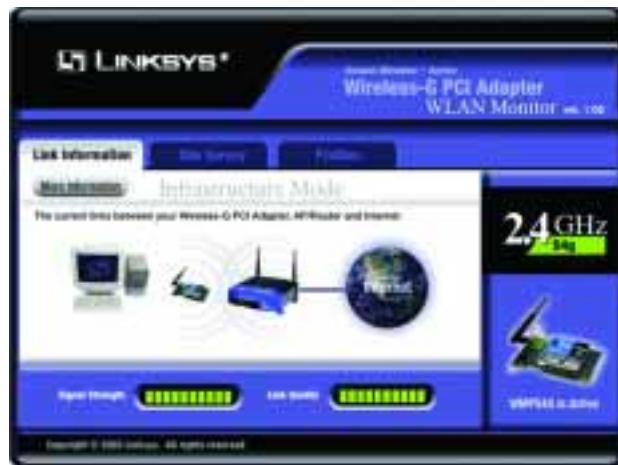 LINKSYS®
Wireless-G PCI Adapter
WLAN Monitor
Link Information
Site Survey
Profiles
More Information
Infrastructure Mode
The current links between your Wireless-G PCI Adapter, AP/Router and Internet
Internet
2.4 GHz
54g
Signal Strength
Link Quality
WMP54G is Active
Copyright © 2003 Linksys. All rights reserved